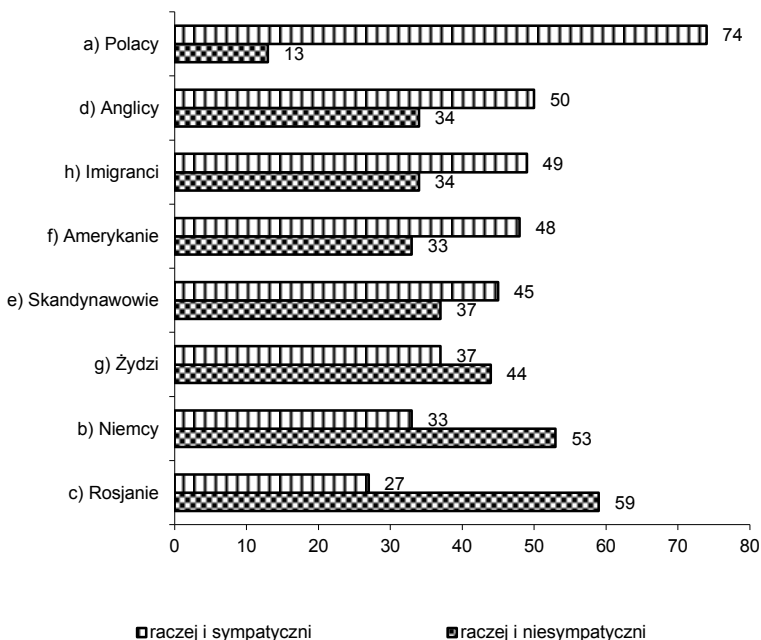 a) Polacy
74
13
d) Anglicy
50
34
h) Imigranci
49
34
f) Amerykanie
48
33
e) Skandynawowie
45
37
g) Żydzi
37
44
b) Niemcy
33
53
c) Rosjanie
27
59
0 10 20 30 40 50 60 70 80
raczej i sympatyczni raczej i niesympatyczni